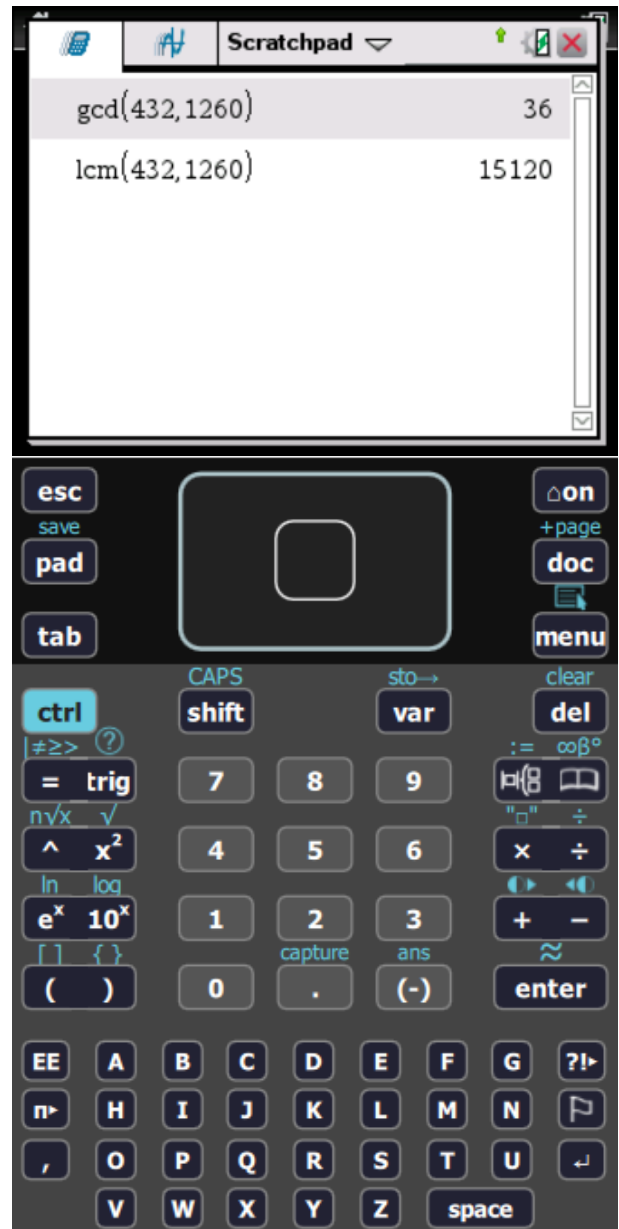 Scratchpad
gcd(432,1260) 36
lcm(432,1260) 15120
esc ⌂on
save +page
pad doc
tab menu
CAPS sto→ clear
ctrl shift var del
|≠≥> ? := ∞β°
= trig 7 8 9
n√x √ "□" ÷
^ x² 4 5 6 × ÷
ln log
eˣ 10ˣ 1 2 3 + −
[ ] { } capture ans ≈
( ) 0 . (-) enter
EE A B C D E F G ?!▸
π▸ H I J K L M N
, O P Q R S T U ↵
V W X Y Z space